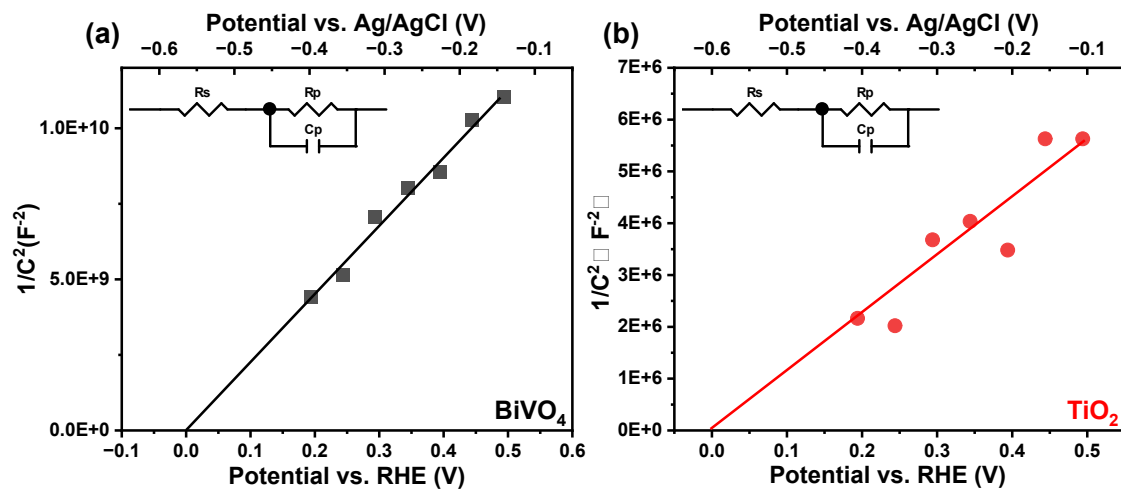 Potential vs. Ag/AgCl (V)
(a)
−0.6 −0.5 −0.4 −0.3 −0.2 −0.1
Rs
Rp
Cp
1/C²(F⁻²)
1.0E+10
5.0E+9
0.0E+0
BiVO₄
−0.1 0.0 0.1 0.2 0.3 0.4 0.5 0.6
Potential vs. RHE (V)
Potential vs. Ag/AgCl (V)
(b)
−0.6 −0.5 −0.4 −0.3 −0.2 −0.1
Rs
Rp
Cp
1/C²□ F⁻²□
7E+6
6E+6
5E+6
4E+6
3E+6
2E+6
1E+6
0E+0
TiO₂
0.0 0.1 0.2 0.3 0.4 0.5
Potential vs. RHE (V)